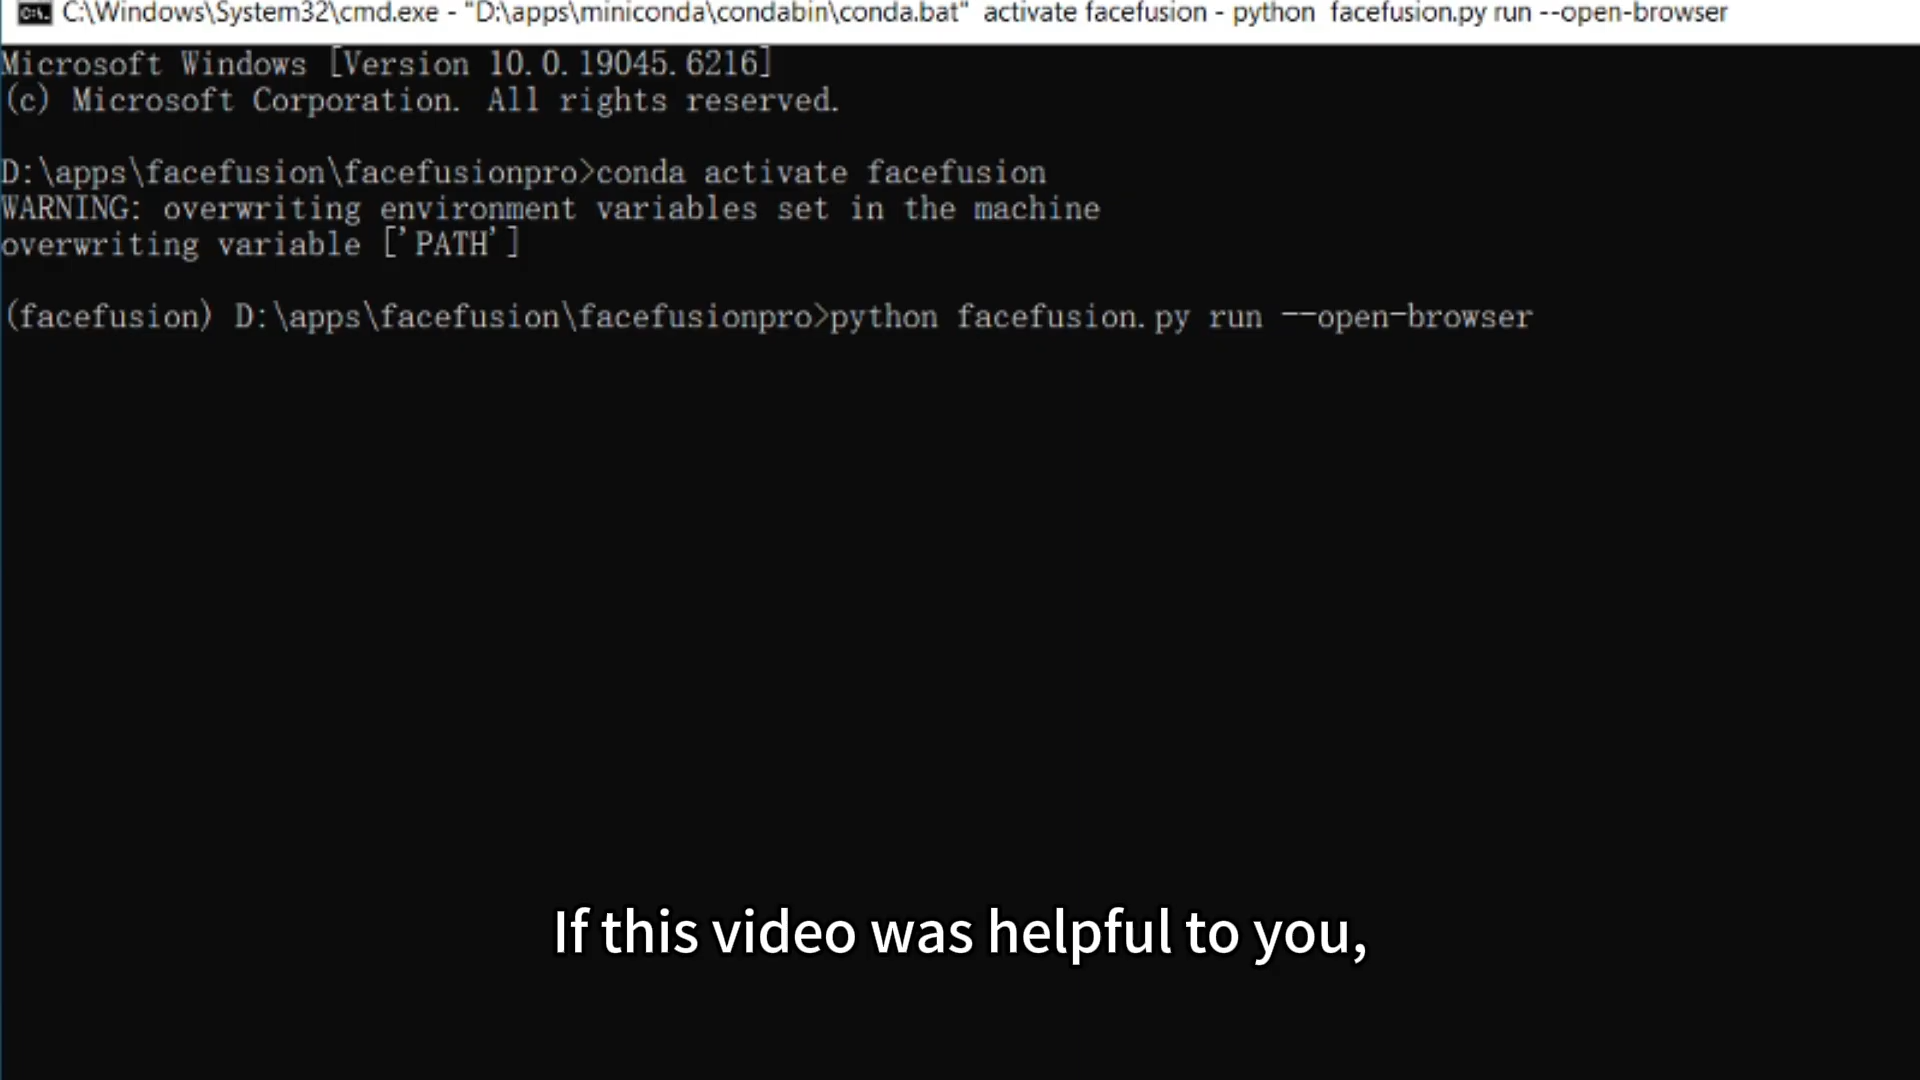 C:\Windows\System32\cmd.exe - "D:\apps\miniconda\condabin\conda.bat"  activate facefusion - python  facefusion.py run --open-browser
Microsoft Windows [Version 10.0.19045.6216]
(c) Microsoft Corporation. All rights reserved.
D:\apps\facefusion\facefusionpro>conda activate facefusion
WARNING: overwriting environment variables set in the machine
overwriting variable ['PATH']
(facefusion) D:\apps\facefusion\facefusionpro>python facefusion.py run --open-browser
If this video was helpful to you,